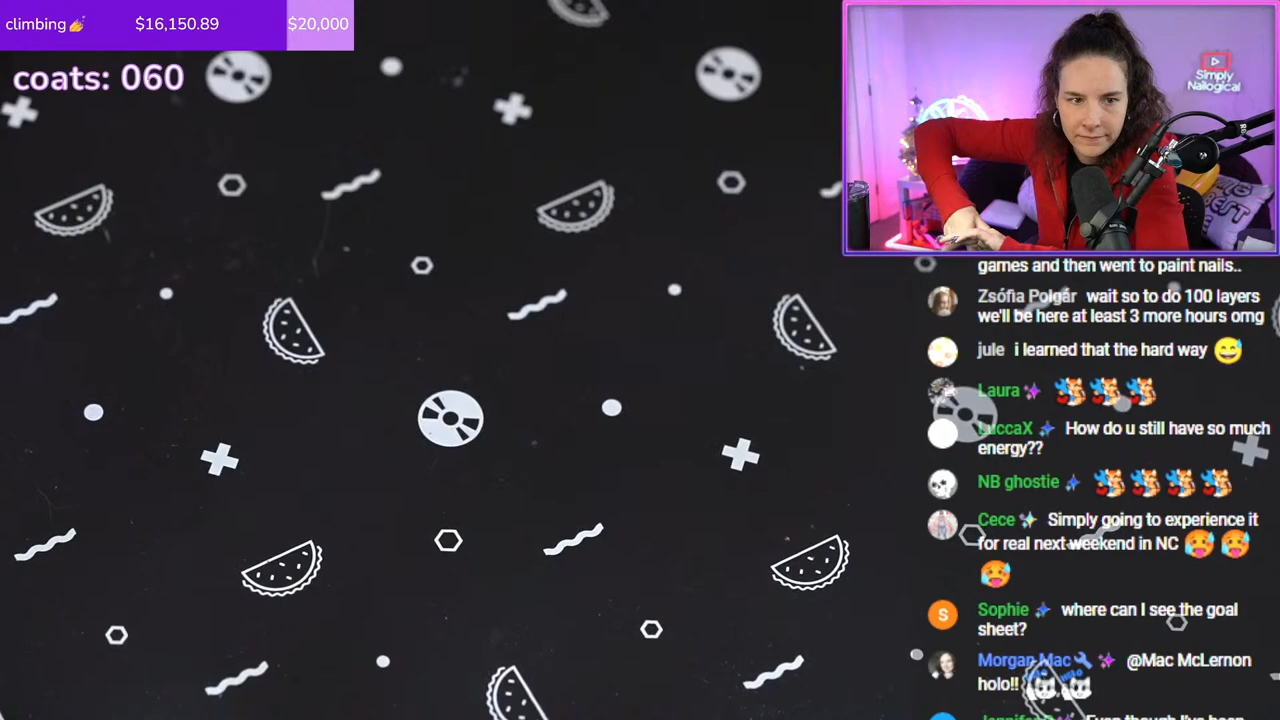 climbing💅 $16,150.89 $20,000
coats: 060
Simply
Nailogical
BEST
games and then went to paint nails..
Zsófia Polgár wait so to do 100 layers
we'll be here at least 3 more hours omg
jule i learned that the hard way 😅
Laura
LuccaX How do u still have so much
energy??
NB ghostie
Cece Simply going to experience it
for real next weekend in NC 🥵 🥵
🥵
S
Sophie where can I see the goal
sheet?
Morgan Mac🔧 @Mac McLernon
holo!!